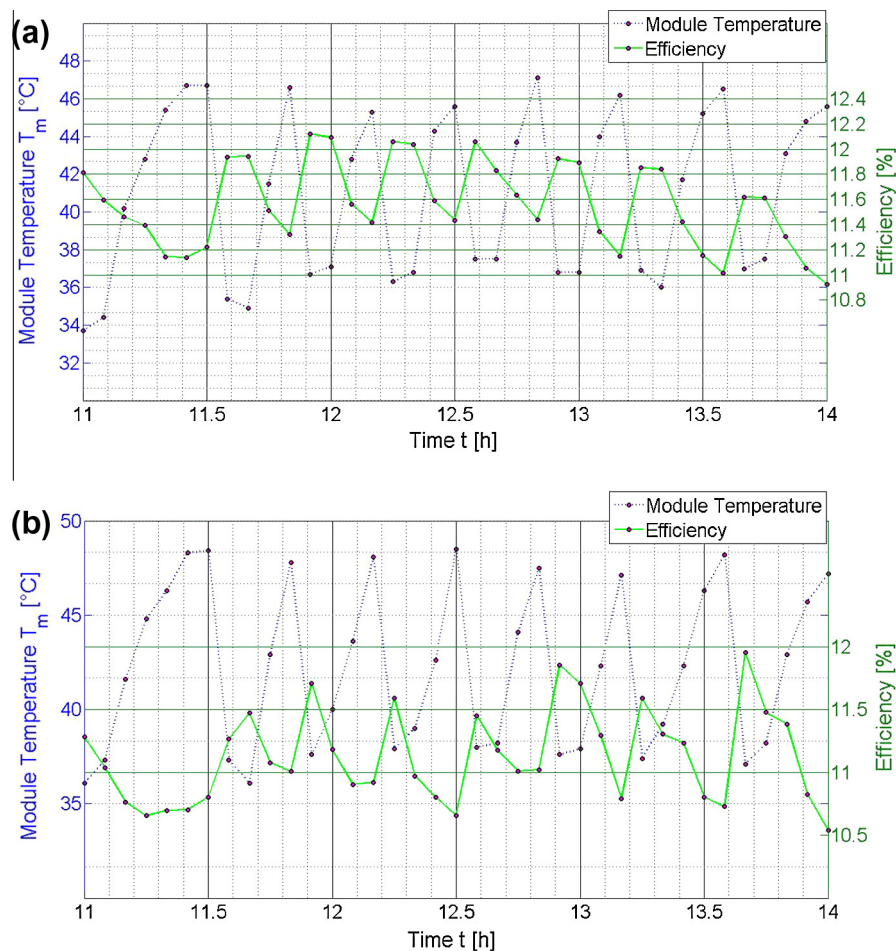 (a)
Module Temperature
Efficiency
Module Temperature T_m [°C]
48
46
44
42
40
38
36
34
32
12.4
12.2
12
11.8
11.6
11.4
11.2
11
10.8
Efficiency [%]
11 11.5 12 12.5 13 13.5 14
Time t [h]
(b)
Module Temperature
Efficiency
Module Temperature T_m [°C]
50
45
40
35
12
11.5
11
10.5
Efficiency [%]
11 11.5 12 12.5 13 13.5 14
Time t [h]